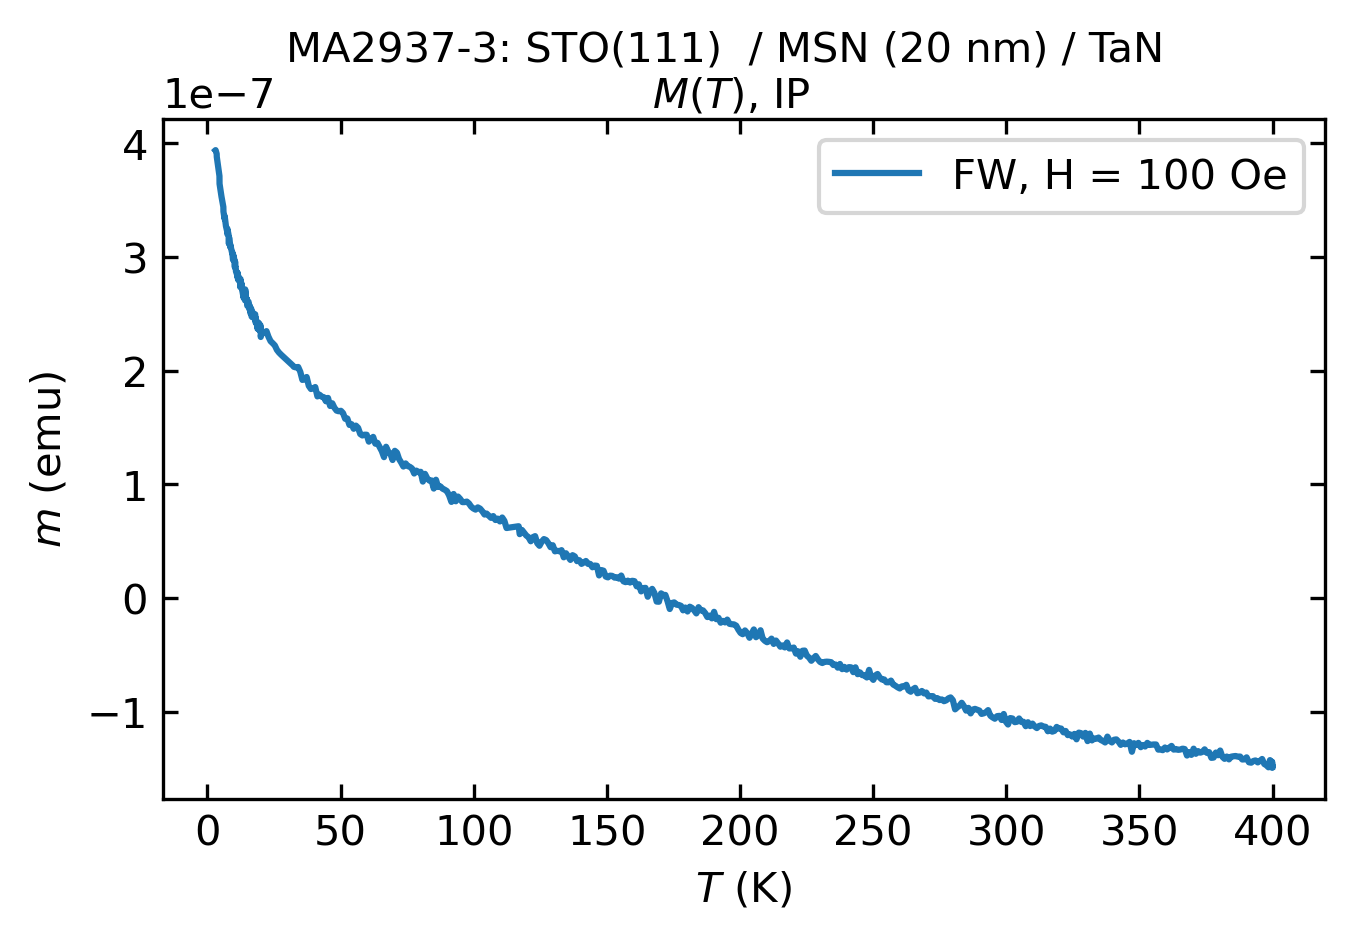 MA2937-3: STO(111)  / MSN (20 nm) / TaN
M(T), IP
1e−7
FW, H = 100 Oe
4
3
2
1
0
−1
m (emu)
0 50 100 150 200 250 300 350 400
T (K)